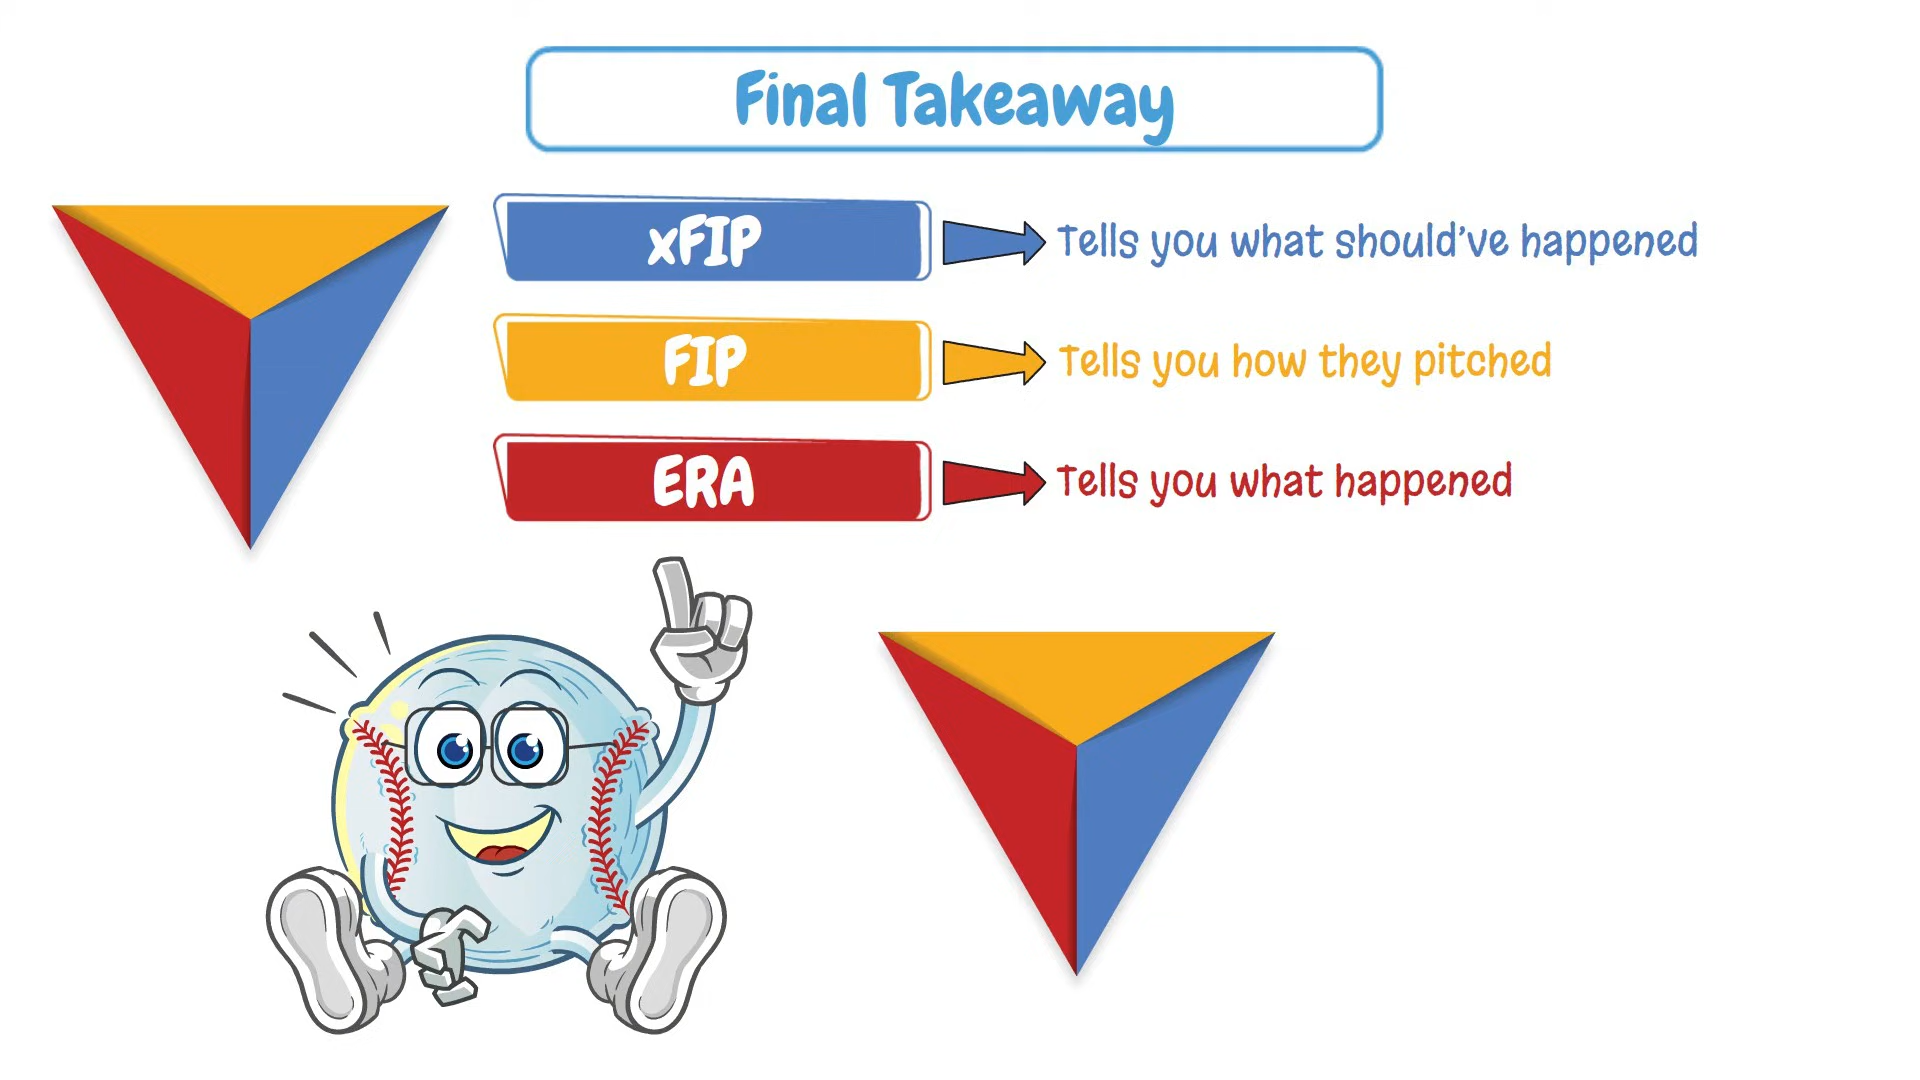 Final Takeaway
xFIP
Tells you what should've happened
FIP
Tells you how they pitched
ERA
Tells you what happened